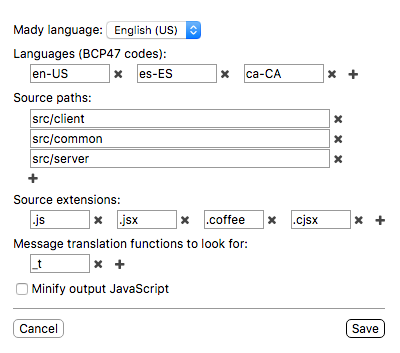 Mady language: English (US)
Languages (BCP47 codes):
en-US es-ES ca-CA
Source paths:
src/client
src/common
src/server
Source extensions:
.js .jsx .coffee .cjsx
Message translation functions to look for:
_t
Minify output JavaScript
Cancel Save